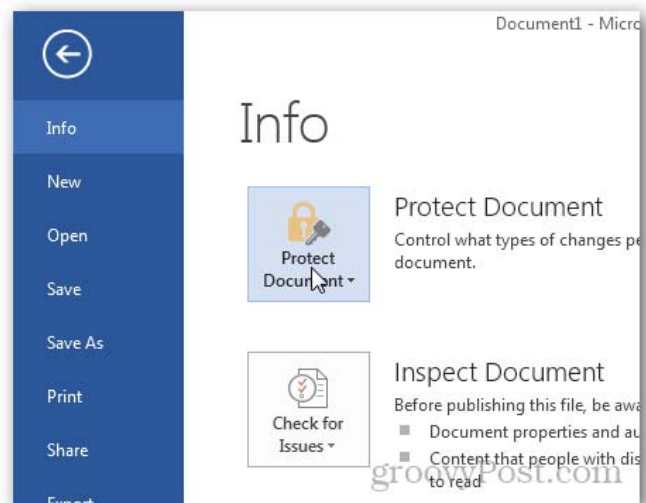 Document1 - Micro
Info
New
Open
Save
Save As
Print
Share
Export
Info
Protect
Document
Protect Document
Control what types of changes pe
document.
Check for
Issues
Inspect Document
Before publishing this file, be awa
Document properties and au
Content that people with dis
to read
groovyPost.com